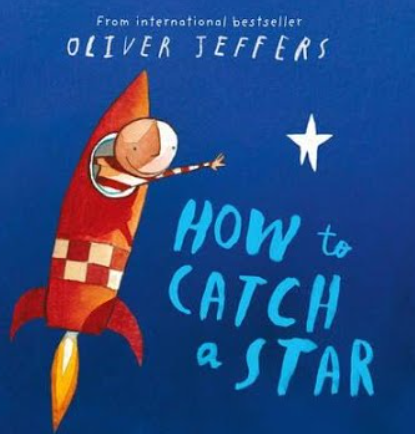 From international bestseller
OLIVER JEFFERS
HOW to
CATCH
a STAR